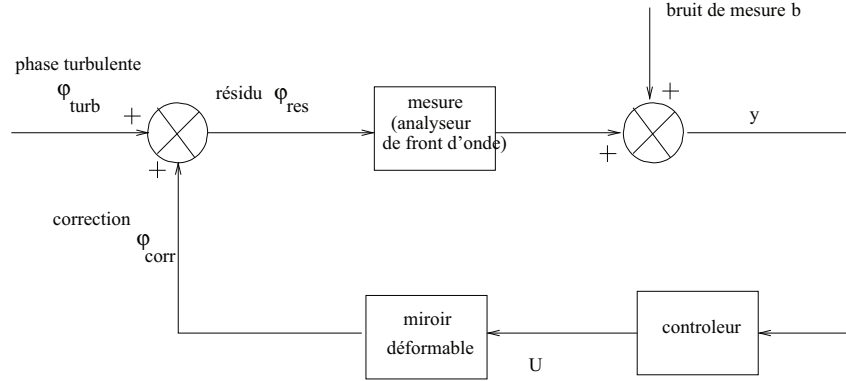 bruit de mesure b
phase turbulente
φ turb
+
+
résidu φ res
mesure
(analyseur
de front d'onde)
+
+
y
correction
φ corr
miroir
déformable
U
controleur